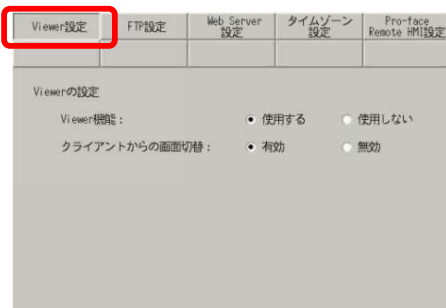 Viewer設定
FTP設定
Web Server
設定
タイムゾーン
設定
Pro-face
Remote HMI設定
Viewerの設定
Viewer機能： 使用する 使用しない
クライアントからの画面切替： 有効 無効